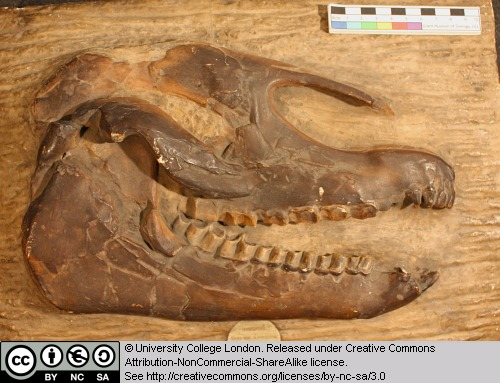 © University College London. Released under Creative Commons
Attribution-NonCommercial-ShareAlike license.
See http://creativecommons.org/licenses/by-nc-sa/3.0
cc
BY NC SA